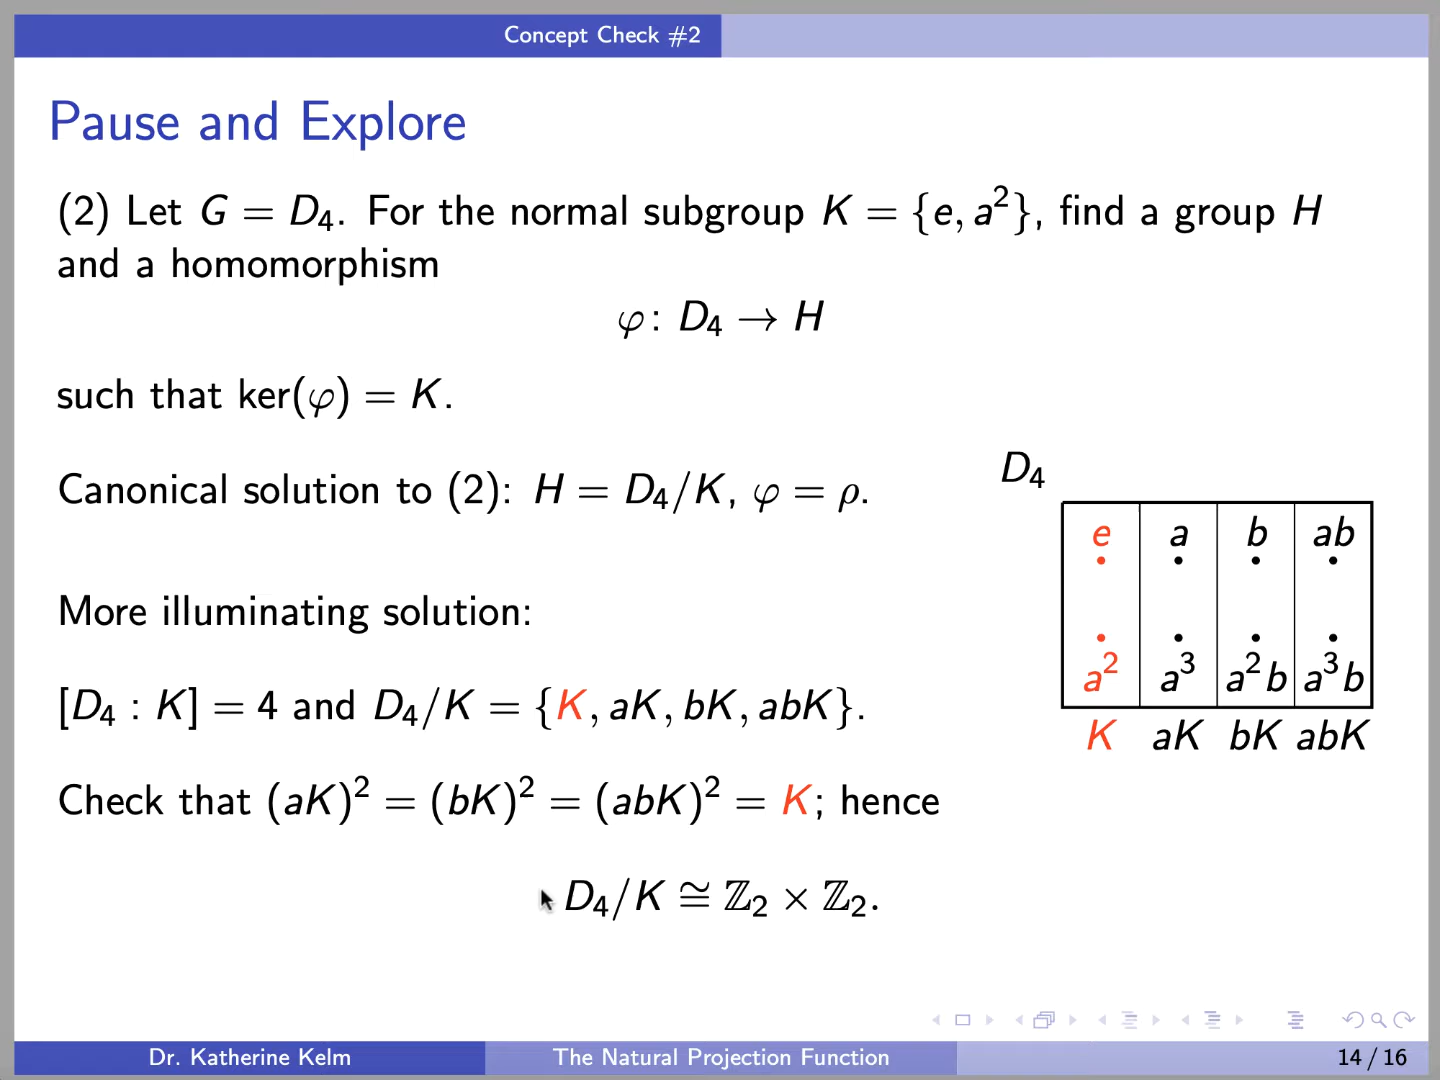 Concept Check #2
Pause and Explore
(2) Let G = D₄. For the normal subgroup K = {e, a²}, find a group H
and a homomorphism
φ: D₄ → H
such that ker(φ) = K.
Canonical solution to (2): H = D₄/K, φ = ρ.
More illuminating solution:
[D₄ : K] = 4 and D₄/K = {K, aK, bK, abK}.
Check that (aK)² = (bK)² = (abK)² = K; hence
D₄/K ≅ ℤ₂ × ℤ₂.
D₄
e a b ab
a² a³ a²b a³b
K aK bK abK
Dr. Katherine Kelm The Natural Projection Function 14 / 16